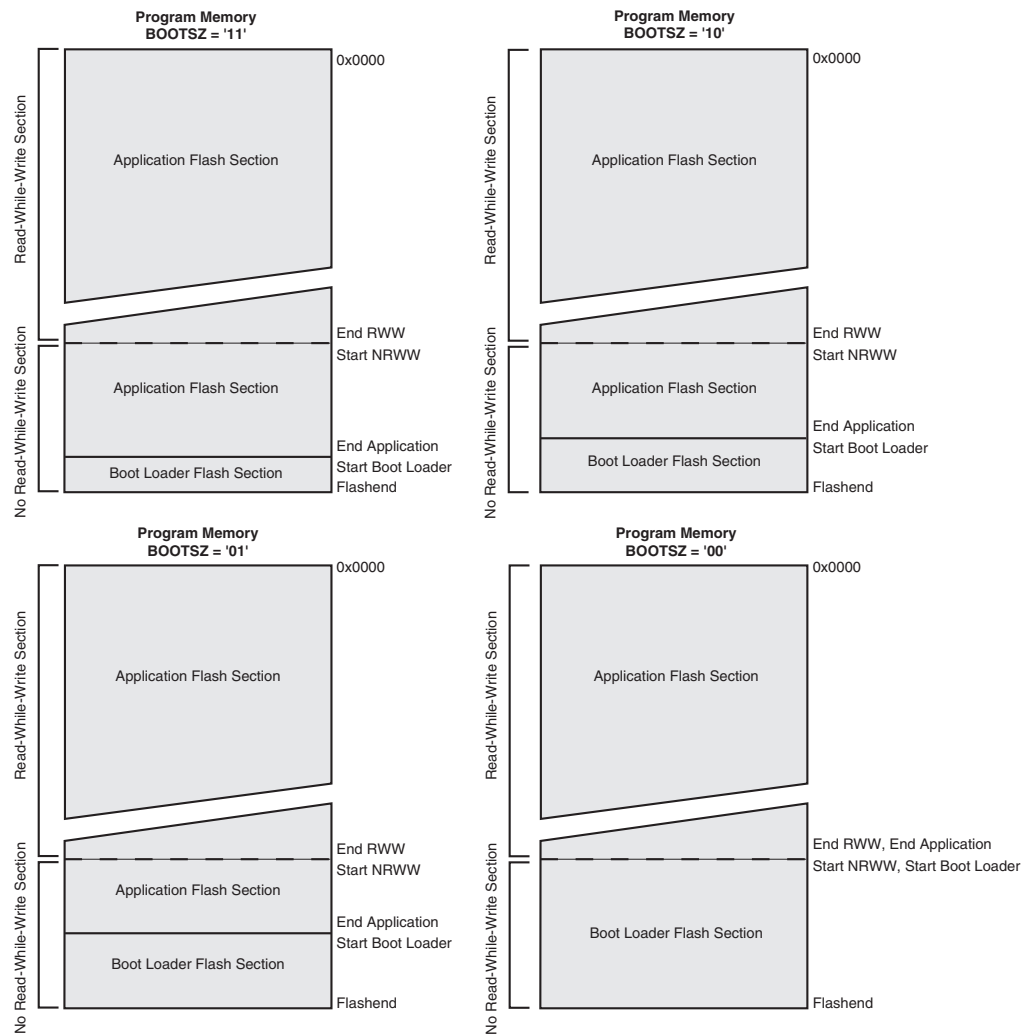 Program Memory
BOOTSZ = '11'
0x0000
Read-While-Write Section
Application Flash Section
End RWW
Start NRWW
No Read-While-Write Section
Application Flash Section
End Application
Start Boot Loader
Boot Loader Flash Section
Flashend
Program Memory
BOOTSZ = '10'
0x0000
Read-While-Write Section
Application Flash Section
End RWW
Start NRWW
No Read-While-Write Section
Application Flash Section
End Application
Start Boot Loader
Boot Loader Flash Section
Flashend
Program Memory
BOOTSZ = '01'
0x0000
Read-While-Write Section
Application Flash Section
End RWW
Start NRWW
No Read-While-Write Section
Application Flash Section
End Application
Start Boot Loader
Boot Loader Flash Section
Flashend
Program Memory
BOOTSZ = '00'
0x0000
Read-While-Write Section
Application Flash Section
End RWW, End Application
Start NRWW, Start Boot Loader
No Read-While-Write Section
Boot Loader Flash Section
Flashend